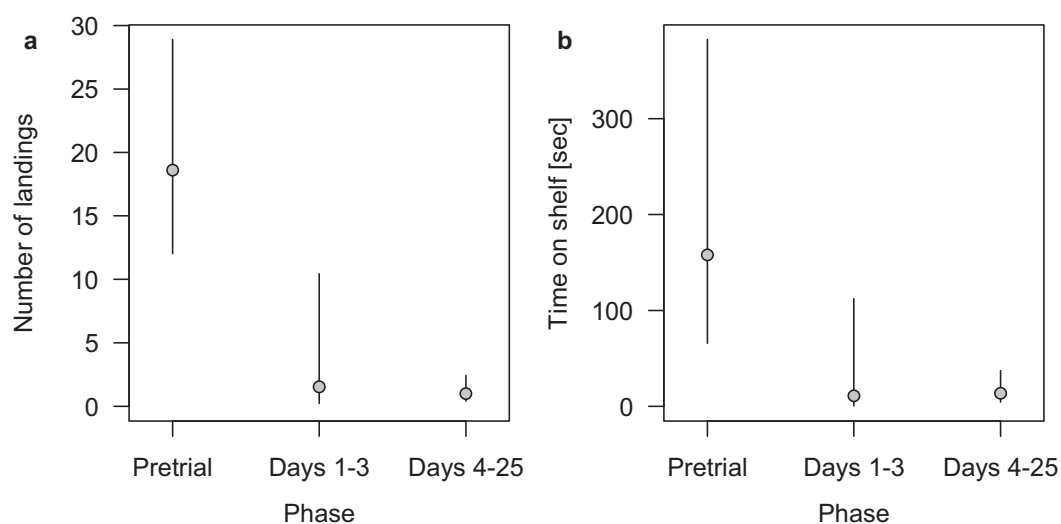 a
Number of landings
30
25
20
15
10
5
0
Pretrial
Days 1-3
Days 4-25
Phase
b
Time on shelf [sec]
300
200
100
0
Pretrial
Days 1-3
Days 4-25
Phase